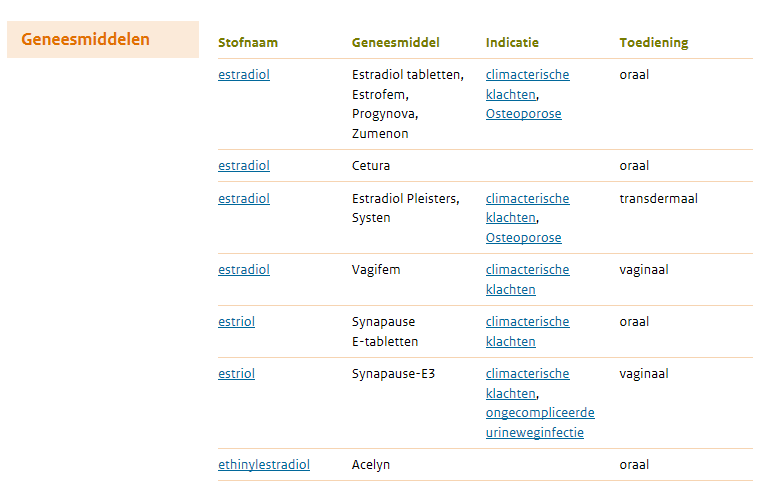 Geneesmiddelen
Stofnaam Geneesmiddel Indicatie Toediening
estradiol Estradiol tabletten, climacterische oraal
Estrofem, klachten,
Progynova, Osteoporose
Zumenon
estradiol Cetura oraal
estradiol Estradiol Pleisters, climacterische transdermaal
Systen klachten,
Osteoporose
estradiol Vagifem climacterische vaginaal
klachten
estriol Synapause climacterische oraal
E-tabletten klachten
estriol Synapause-E3 climacterische vaginaal
klachten,
ongecompliceerde
urineweginfectie
ethinylestradiol Acelyn oraal